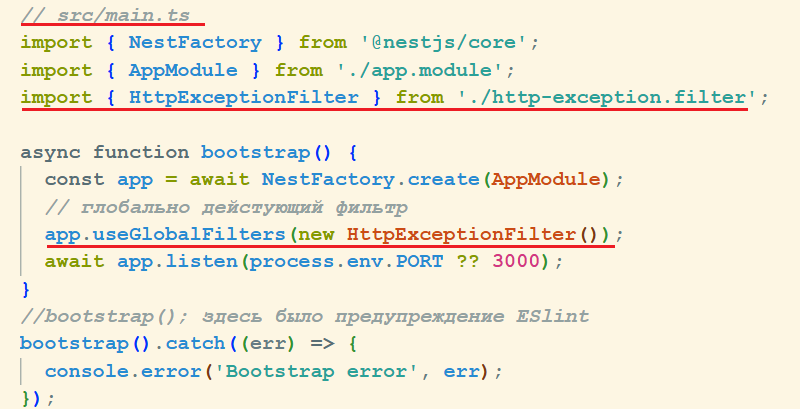 // src/main.ts
import { NestFactory } from '@nestjs/core';
import { AppModule } from './app.module';
import { HttpExceptionFilter } from './http-exception.filter';
async function bootstrap() {
const app = await NestFactory.create(AppModule);
// глобально дейстующий фильтр
app.useGlobalFilters(new HttpExceptionFilter());
await app.listen(process.env.PORT ?? 3000);
}
//bootstrap(); здесь было предупреждение ESlint
bootstrap().catch((err) => {
console.error('Bootstrap error', err);
});